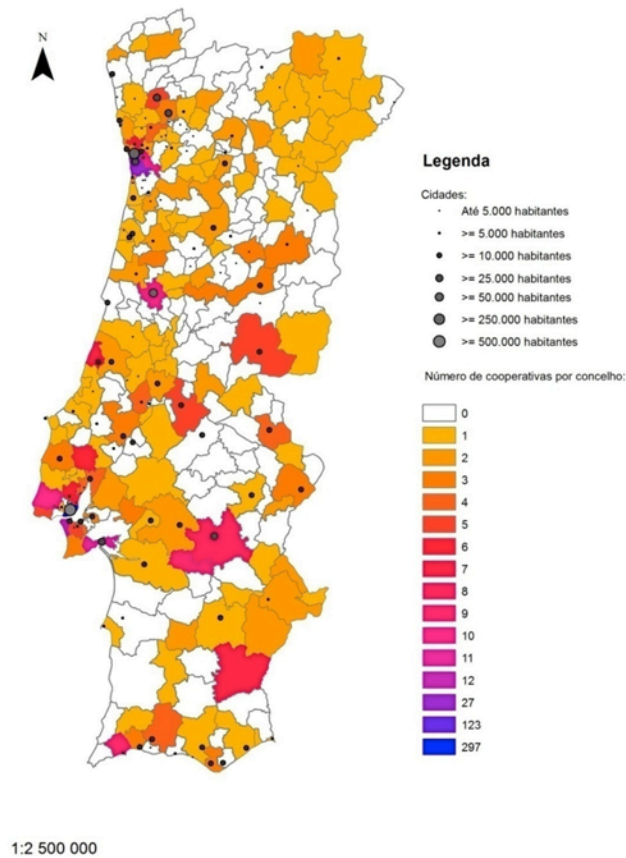 N
Legenda
Cidades:
Até 5.000 habitantes
>= 5.000 habitantes
>= 10.000 habitantes
>= 25.000 habitantes
>= 50.000 habitantes
>= 250.000 habitantes
>= 500.000 habitantes
Número de cooperativas por concelho:
0
1
2
3
4
5
6
7
8
9
10
11
12
27
123
297
1:2 500 000